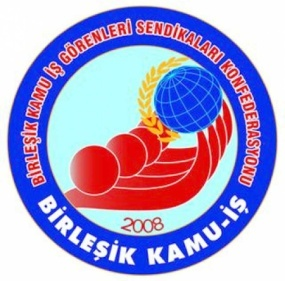 BİRLEŞİK KAMU İŞ GÖRENLERİ SENDİKALARI KONFEDERASYONU
2008
BİRLEŞİK KAMU-İŞ